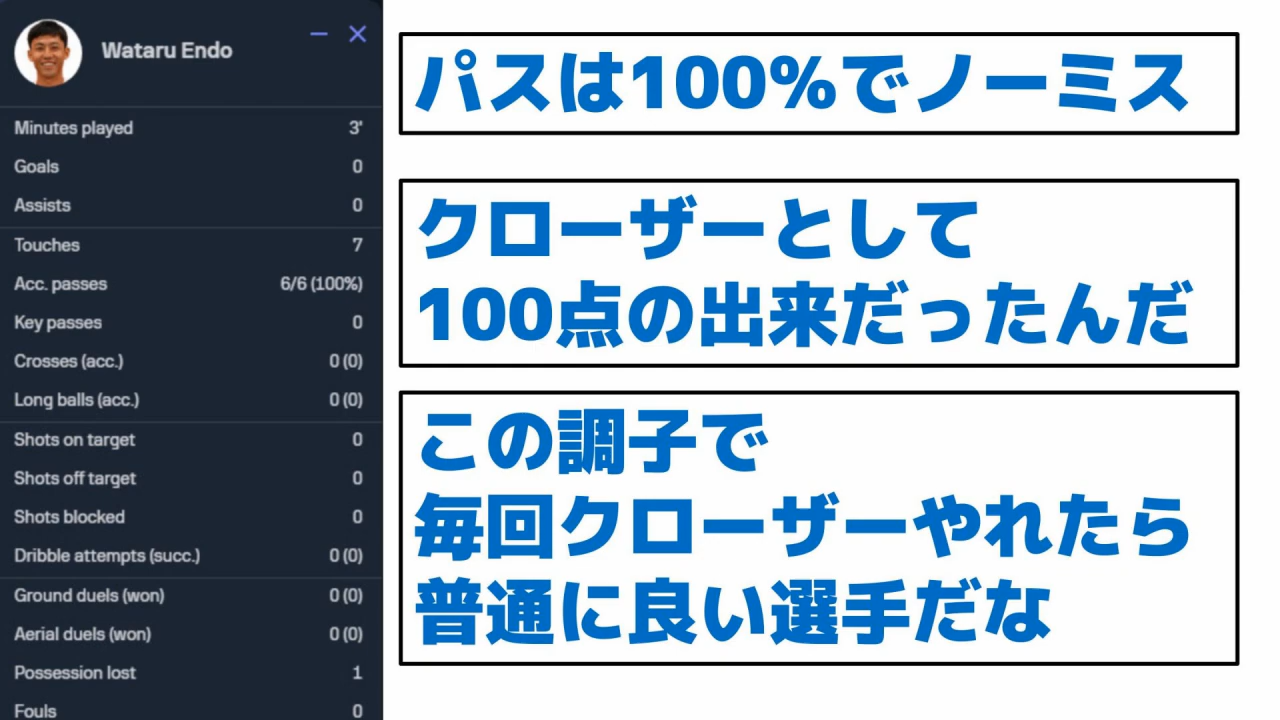 Wataru Endo
Minutes played 3'
Goals 0
Assists 0
Touches 7
Acc. passes 6/6 (100%)
Key passes 0
Crosses (acc.) 0 (0)
Long balls (acc.) 0 (0)
Shots on target 0
Shots off target 0
Shots blocked 0
Dribble attempts (succ.) 0 (0)
Ground duels (won) 0 (0)
Aerial duels (won) 0 (0)
Possession lost 1
Fouls 0
パスは100%でノーミス
クローザーとして
100点の出来だったんだ
この調子で
毎回クローザーやれたら
普通に良い選手だな